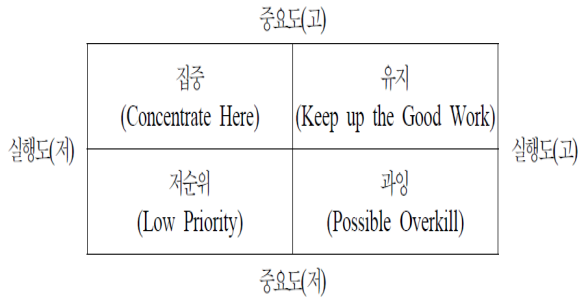 중요도(고)
집중
(Concentrate Here)
유지
(Keep up the Good Work)
실행도(저)
실행도(고)
저순위
(Low Priority)
과잉
(Possible Overkill)
중요도(저)